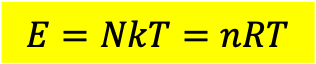 E = NkT = nRT